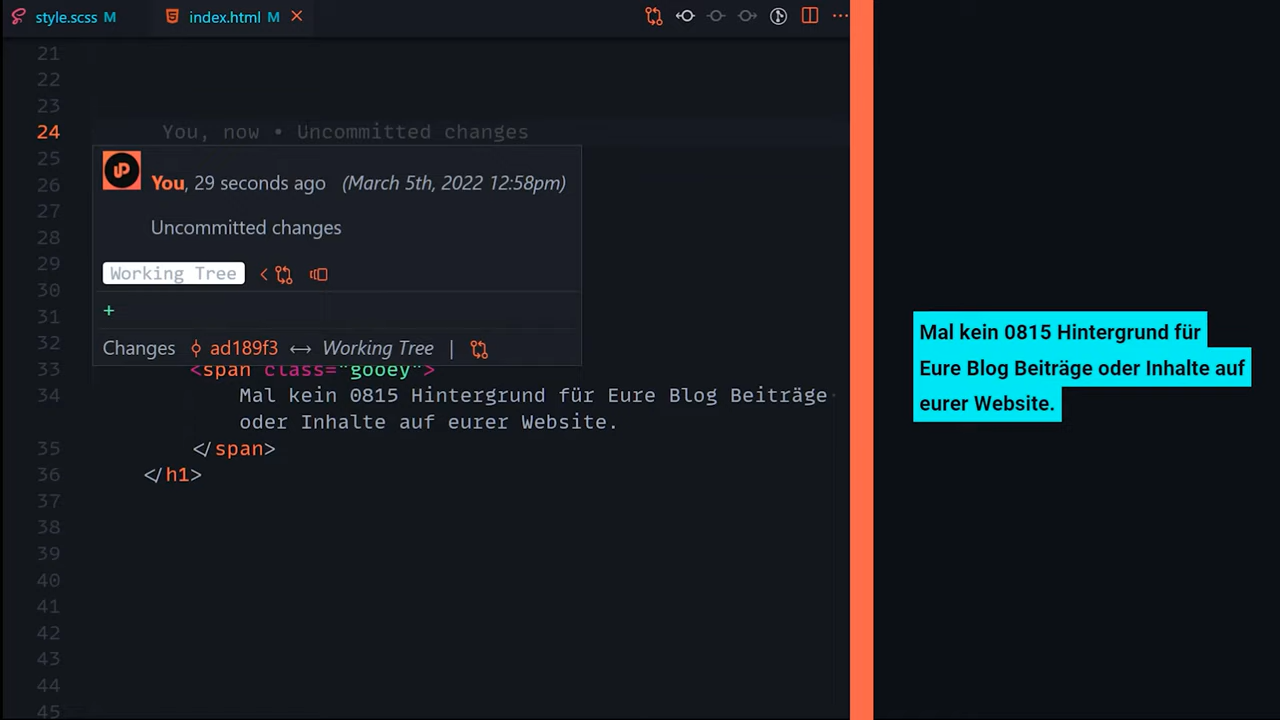 style.scss M
index.html M
21
22
23
24 You, now • Uncommitted changes
25
You, 29 seconds ago (March 5th, 2022 12:58pm)
26
27
Uncommitted changes
28
29
Working Tree
30
31 +
32
Changes ad189f3 ↔ Working Tree |
33 <span class="gooey">
34 Mal kein 0815 Hintergrund für Eure Blog Beiträge
oder Inhalte auf eurer Website.
35 </span>
36 </h1>
37
38
39
40
41
42
43
44
45
Mal kein 0815 Hintergrund für
Eure Blog Beiträge oder Inhalte auf
eurer Website.